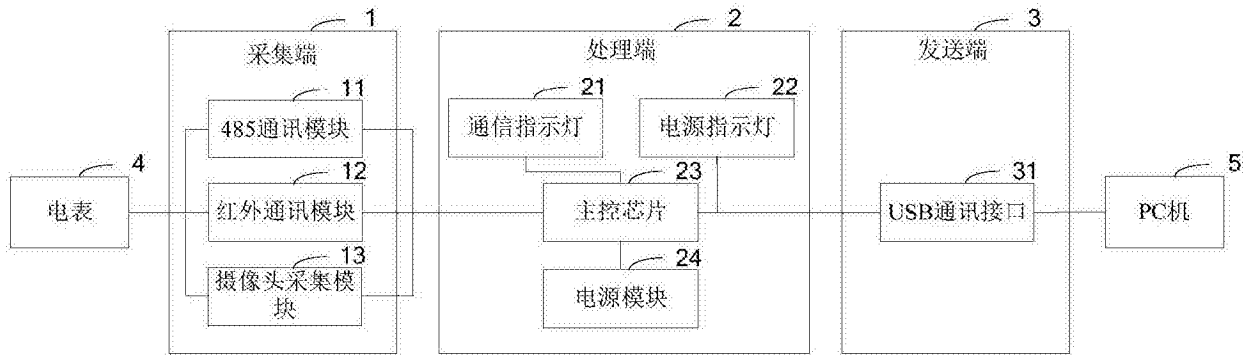 1
采集端
11
485通讯模块
12
红外通讯模块
13
摄像头采集模
块
4
电表
2
处理端
21
通信指示灯
22
电源指示灯
23
主控芯片
24
电源模块
3
发送端
31
USB通讯接口
5
PC机